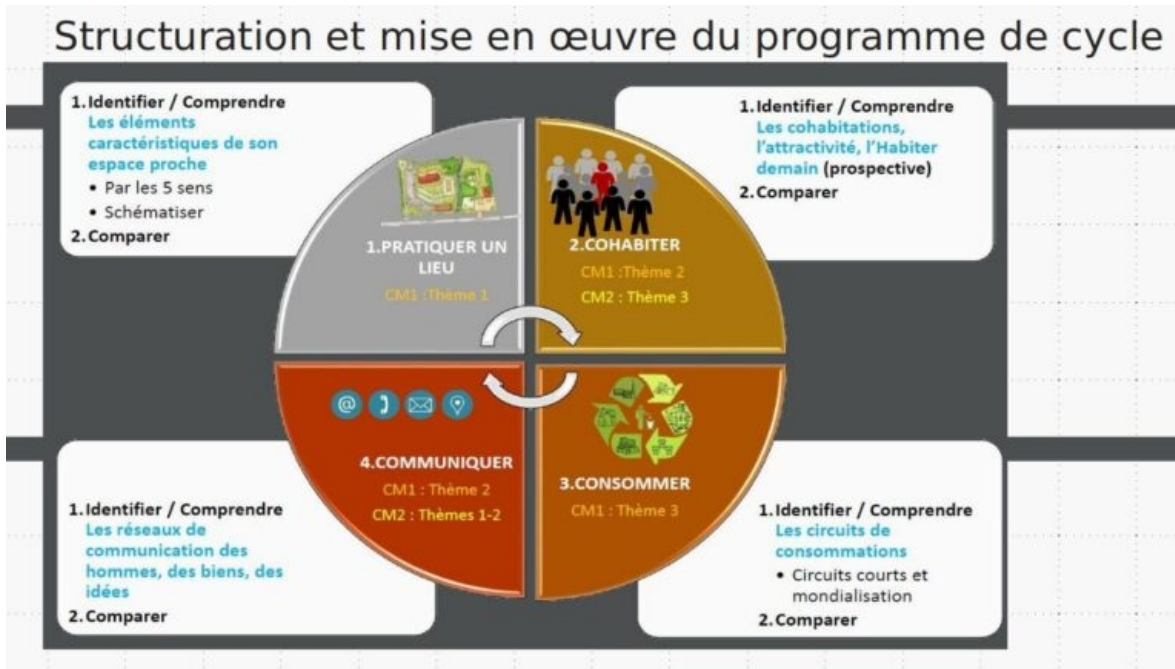 Structuration et mise en œuvre du programme de cycle
1. Identifier / Comprendre
Les éléments
caractéristiques de son
espace proche
• Par les 5 sens
• Schématiser
2. Comparer
1. Identifier / Comprendre
Les cohabitations,
l'attractivité, l'Habiter
demain (prospective)
2. Comparer
1.PRATIQUER UN
LIEU
CM1 :Thème 1
2.COHABITER
CM1 :Thème 2
CM2 : Thème 3
@
4.COMMUNIQUER
CM1 : Thème 2
CM2 : Thèmes 1-2
3.CONSOMMER
CM1 : Thème 3
1. Identifier / Comprendre
Les réseaux de
communication des
hommes, des biens, des
idées
2. Comparer
1. Identifier / Comprendre
Les circuits de
consommations
• Circuits courts et
mondialisation
2. Comparer